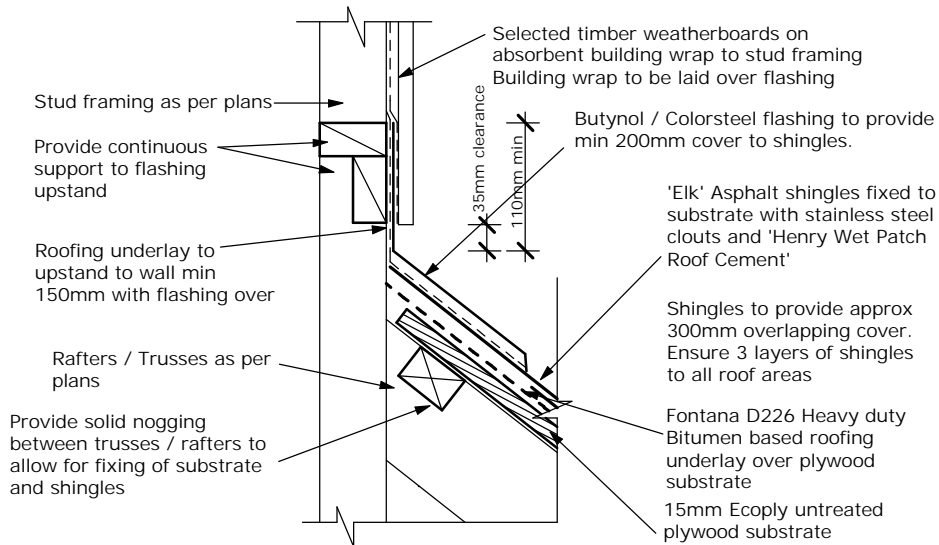 Selected timber weatherboards on
absorbent building wrap to stud framing
Building wrap to be laid over flashing
Stud framing as per plans
Butynol / Colorsteel flashing to provide
min 200mm cover to shingles.
Provide continuous
support to flashing
upstand
35mm clearance
110mm min
'Elk' Asphalt shingles fixed to
substrate with stainless steel
clouts and 'Henry Wet Patch
Roof Cement'
Roofing underlay to
upstand to wall min
150mm with flashing over
Shingles to provide approx
300mm overlapping cover.
Ensure 3 layers of shingles
to all roof areas
Rafters / Trusses as per
plans
Provide solid nogging
between trusses / rafters to
allow for fixing of substrate
and shingles
Fontana D226 Heavy duty
Bitumen based roofing
underlay over plywood
substrate
15mm Ecoply untreated
plywood substrate